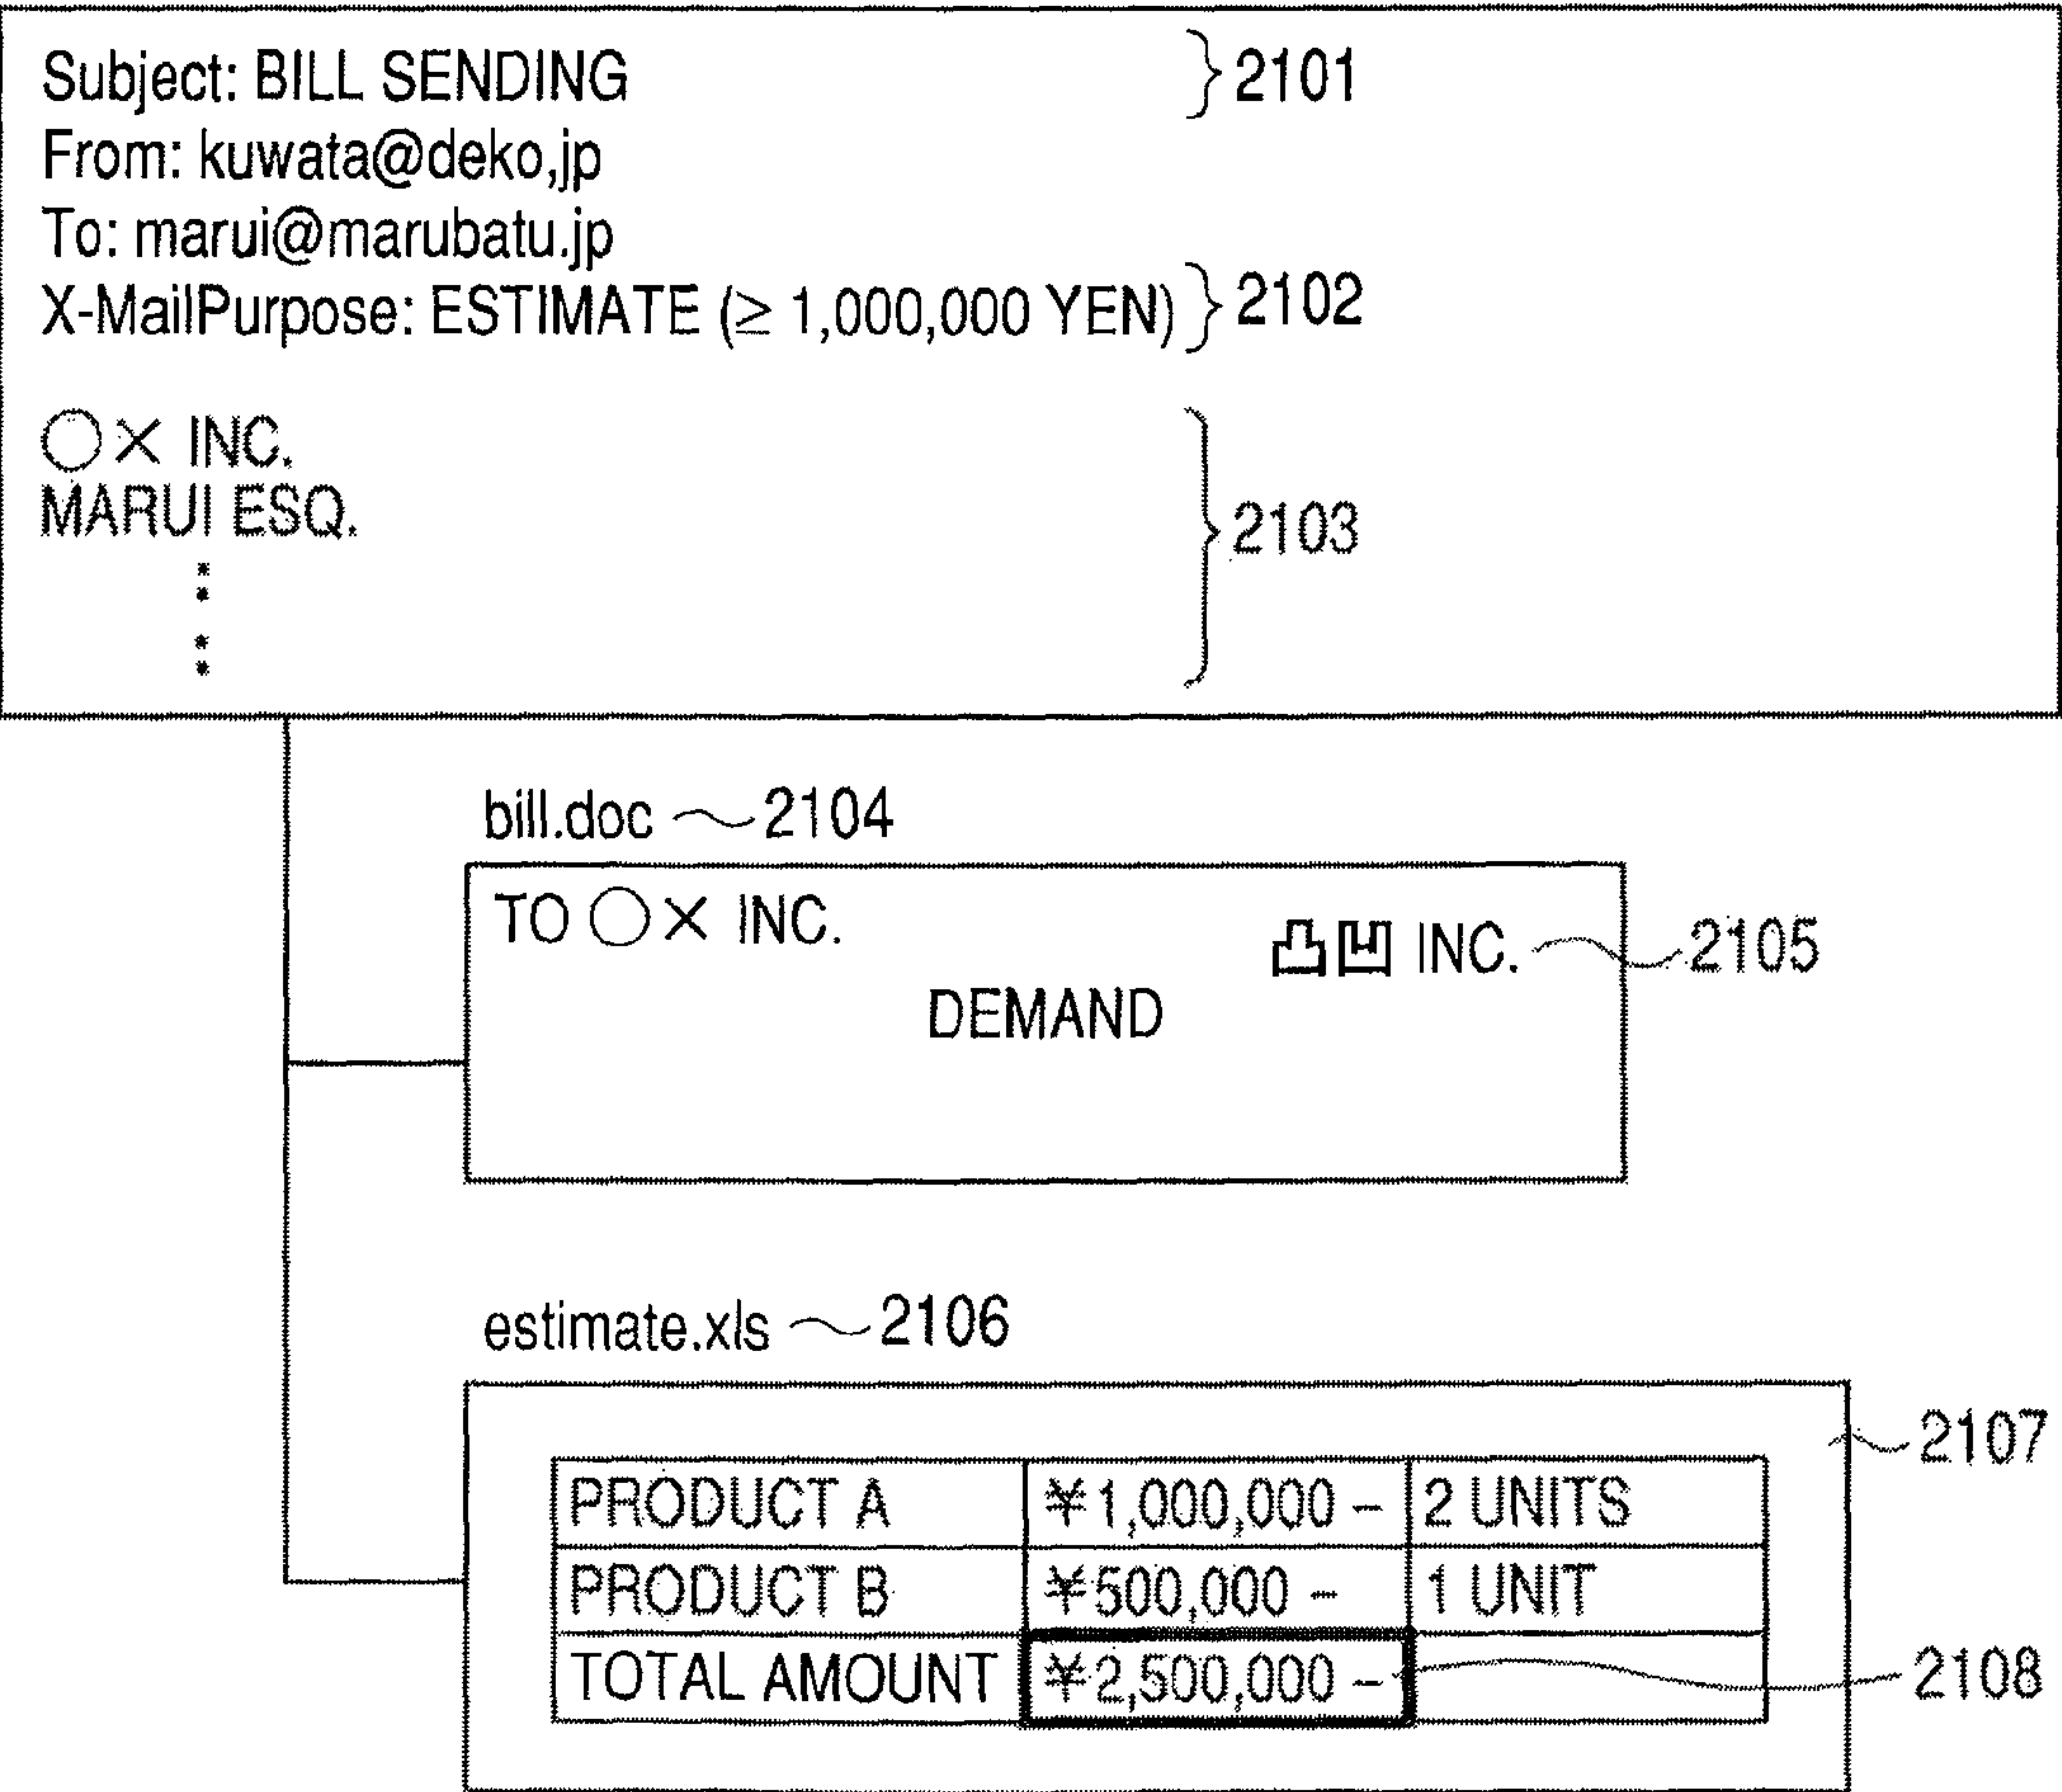 Subject: BILL SENDING 2101
From: kuwata@deko,jp
To: marui@marubatu.jp
X-MailPurpose: ESTIMATE (≥ 1,000,000 YEN) 2102
○× INC.
MARUI ESQ.
2103
bill.doc 2104
TO ○× INC.
凸凹 INC. 2105
DEMAND
estimate.xls 2106
2107
PRODUCT A ¥1,000,000 – 2 UNITS
PRODUCT B ¥500,000 – 1 UNIT
TOTAL AMOUNT ¥2,500,000 – 2108